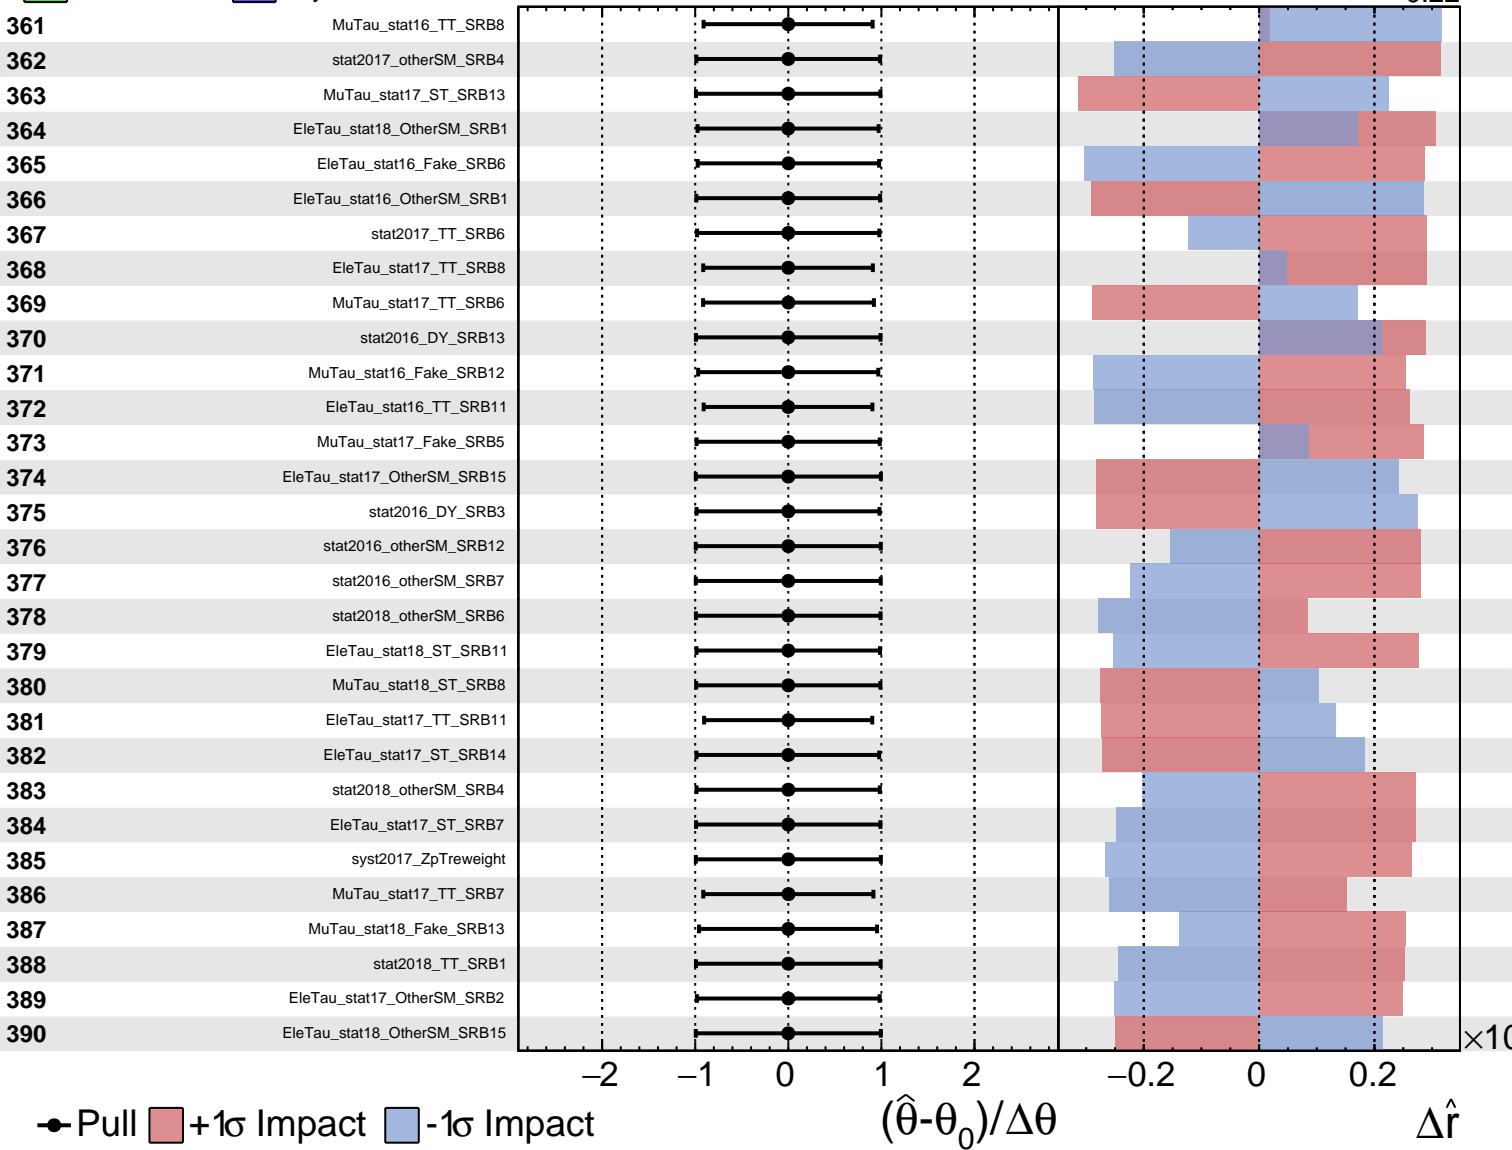 361 MuTau_stat16_TT_SRB8
362 stat2017_otherSM_SRB4
363 MuTau_stat17_ST_SRB13
364 EleTau_stat18_OtherSM_SRB1
365 EleTau_stat16_Fake_SRB6
366 EleTau_stat16_OtherSM_SRB1
367 stat2017_TT_SRB6
368 EleTau_stat17_TT_SRB8
369 MuTau_stat17_TT_SRB6
370 stat2016_DY_SRB13
371 MuTau_stat16_Fake_SRB12
372 EleTau_stat16_TT_SRB11
373 MuTau_stat17_Fake_SRB5
374 EleTau_stat17_OtherSM_SRB15
375 stat2016_DY_SRB3
376 stat2016_otherSM_SRB12
377 stat2016_otherSM_SRB7
378 stat2018_otherSM_SRB6
379 EleTau_stat18_ST_SRB11
380 MuTau_stat18_ST_SRB8
381 EleTau_stat17_TT_SRB11
382 EleTau_stat17_ST_SRB14
383 stat2018_otherSM_SRB4
384 EleTau_stat17_ST_SRB7
385 syst2017_ZpTreweight
386 MuTau_stat17_TT_SRB7
387 MuTau_stat18_Fake_SRB13
388 stat2018_TT_SRB1
389 EleTau_stat17_OtherSM_SRB2
390 EleTau_stat18_OtherSM_SRB15 ×10
−2 −1 0 1 2 −0.2 0 0.2
Pull +1σ Impact -1σ Impact (θ̂-θ₀)/Δθ Δr̂